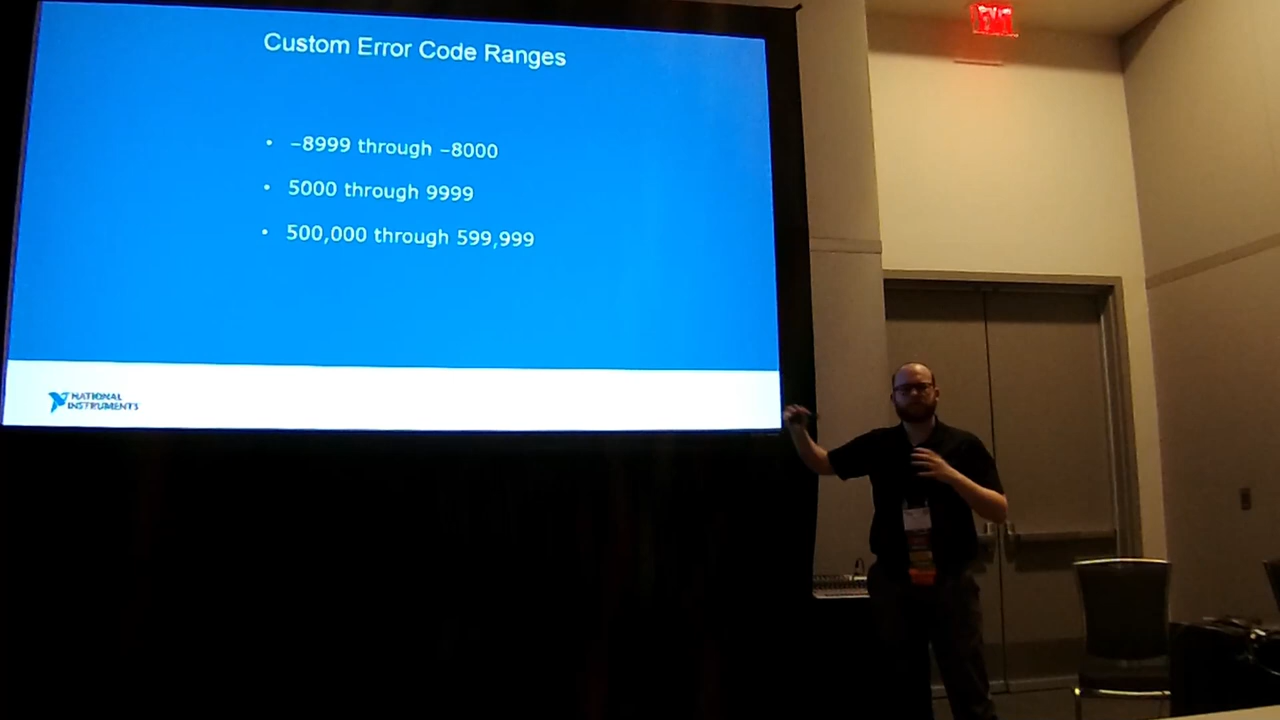 Custom Error Code Ranges
• –8999 through –8000
• 5000 through 9999
• 500,000 through 599,999
NATIONAL
INSTRUMENTS
EXIT